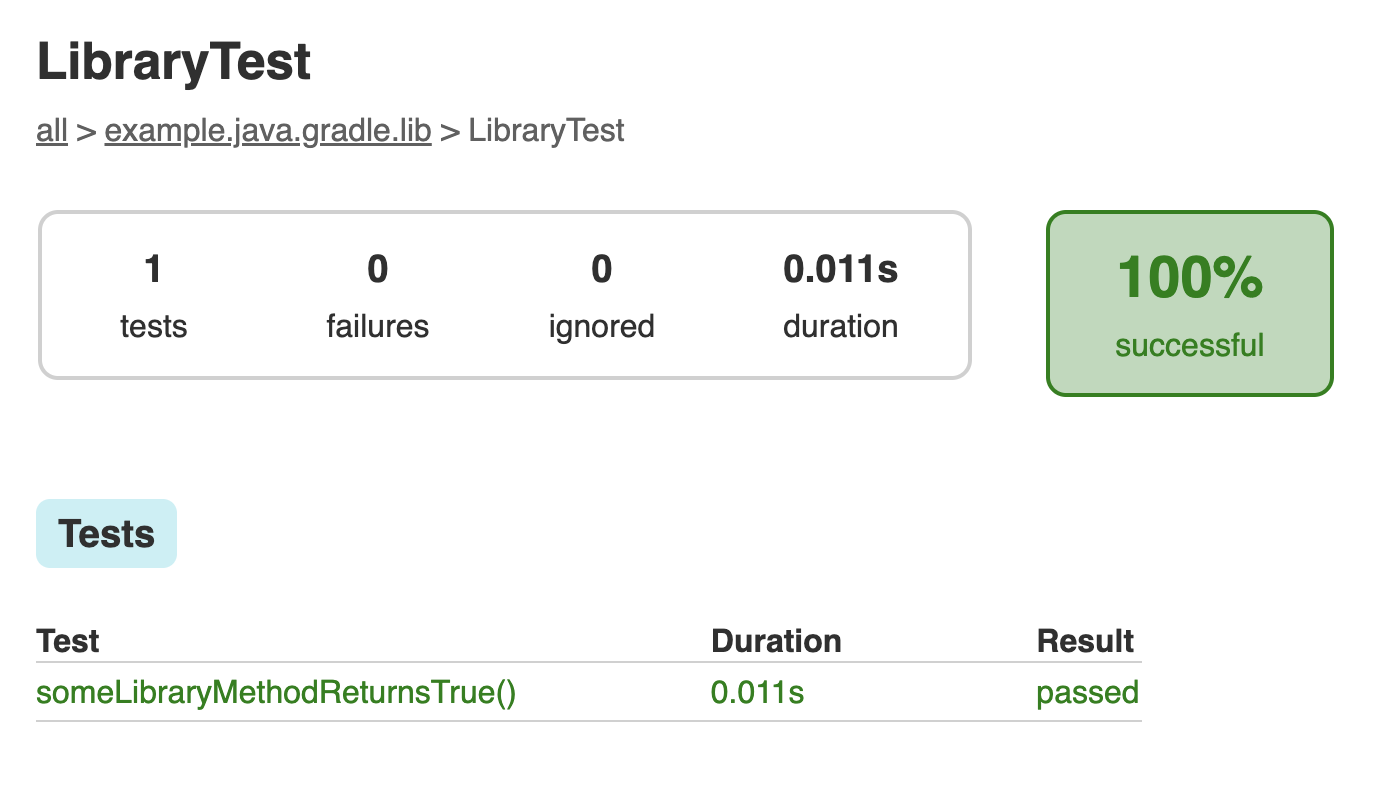 LibraryTest
all > example.java.gradle.lib > LibraryTest
1 0 0 0.011s
tests failures ignored duration
100%
successful
Tests
Test Duration Result
someLibraryMethodReturnsTrue() 0.011s passed